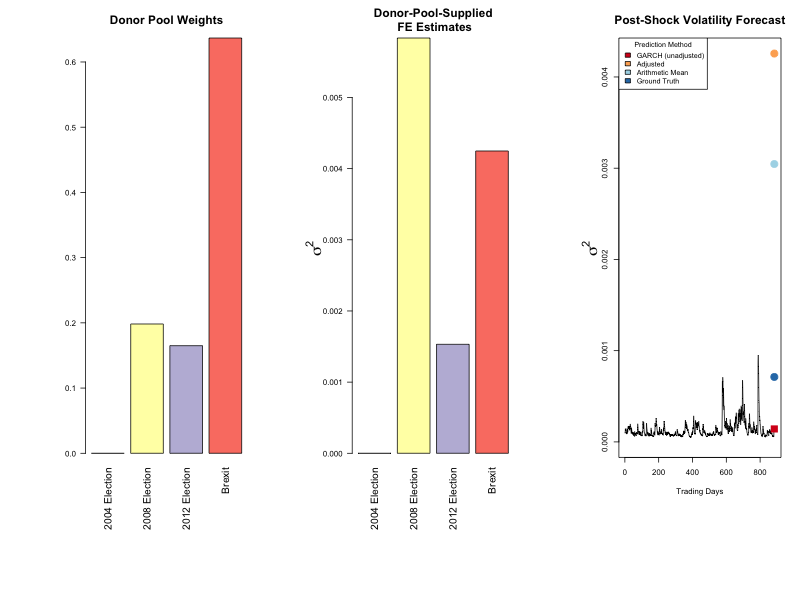 Donor Pool Weights
0.6
0.5
0.4
0.3
0.2
0.1
0.0
2004 Election
2008 Election
2012 Election
Brexit
Donor-Pool-Supplied
FE Estimates
σ²
0.005
0.004
0.003
0.002
0.001
0.000
2004 Election
2008 Election
2012 Election
Brexit
Post-Shock Volatility Forecast
Prediction Method
GARCH (unadjusted)
Adjusted
Arithmetic Mean
Ground Truth
σ²
0.004
0.003
0.002
0.001
0.000
0
200
400
600
800
Trading Days